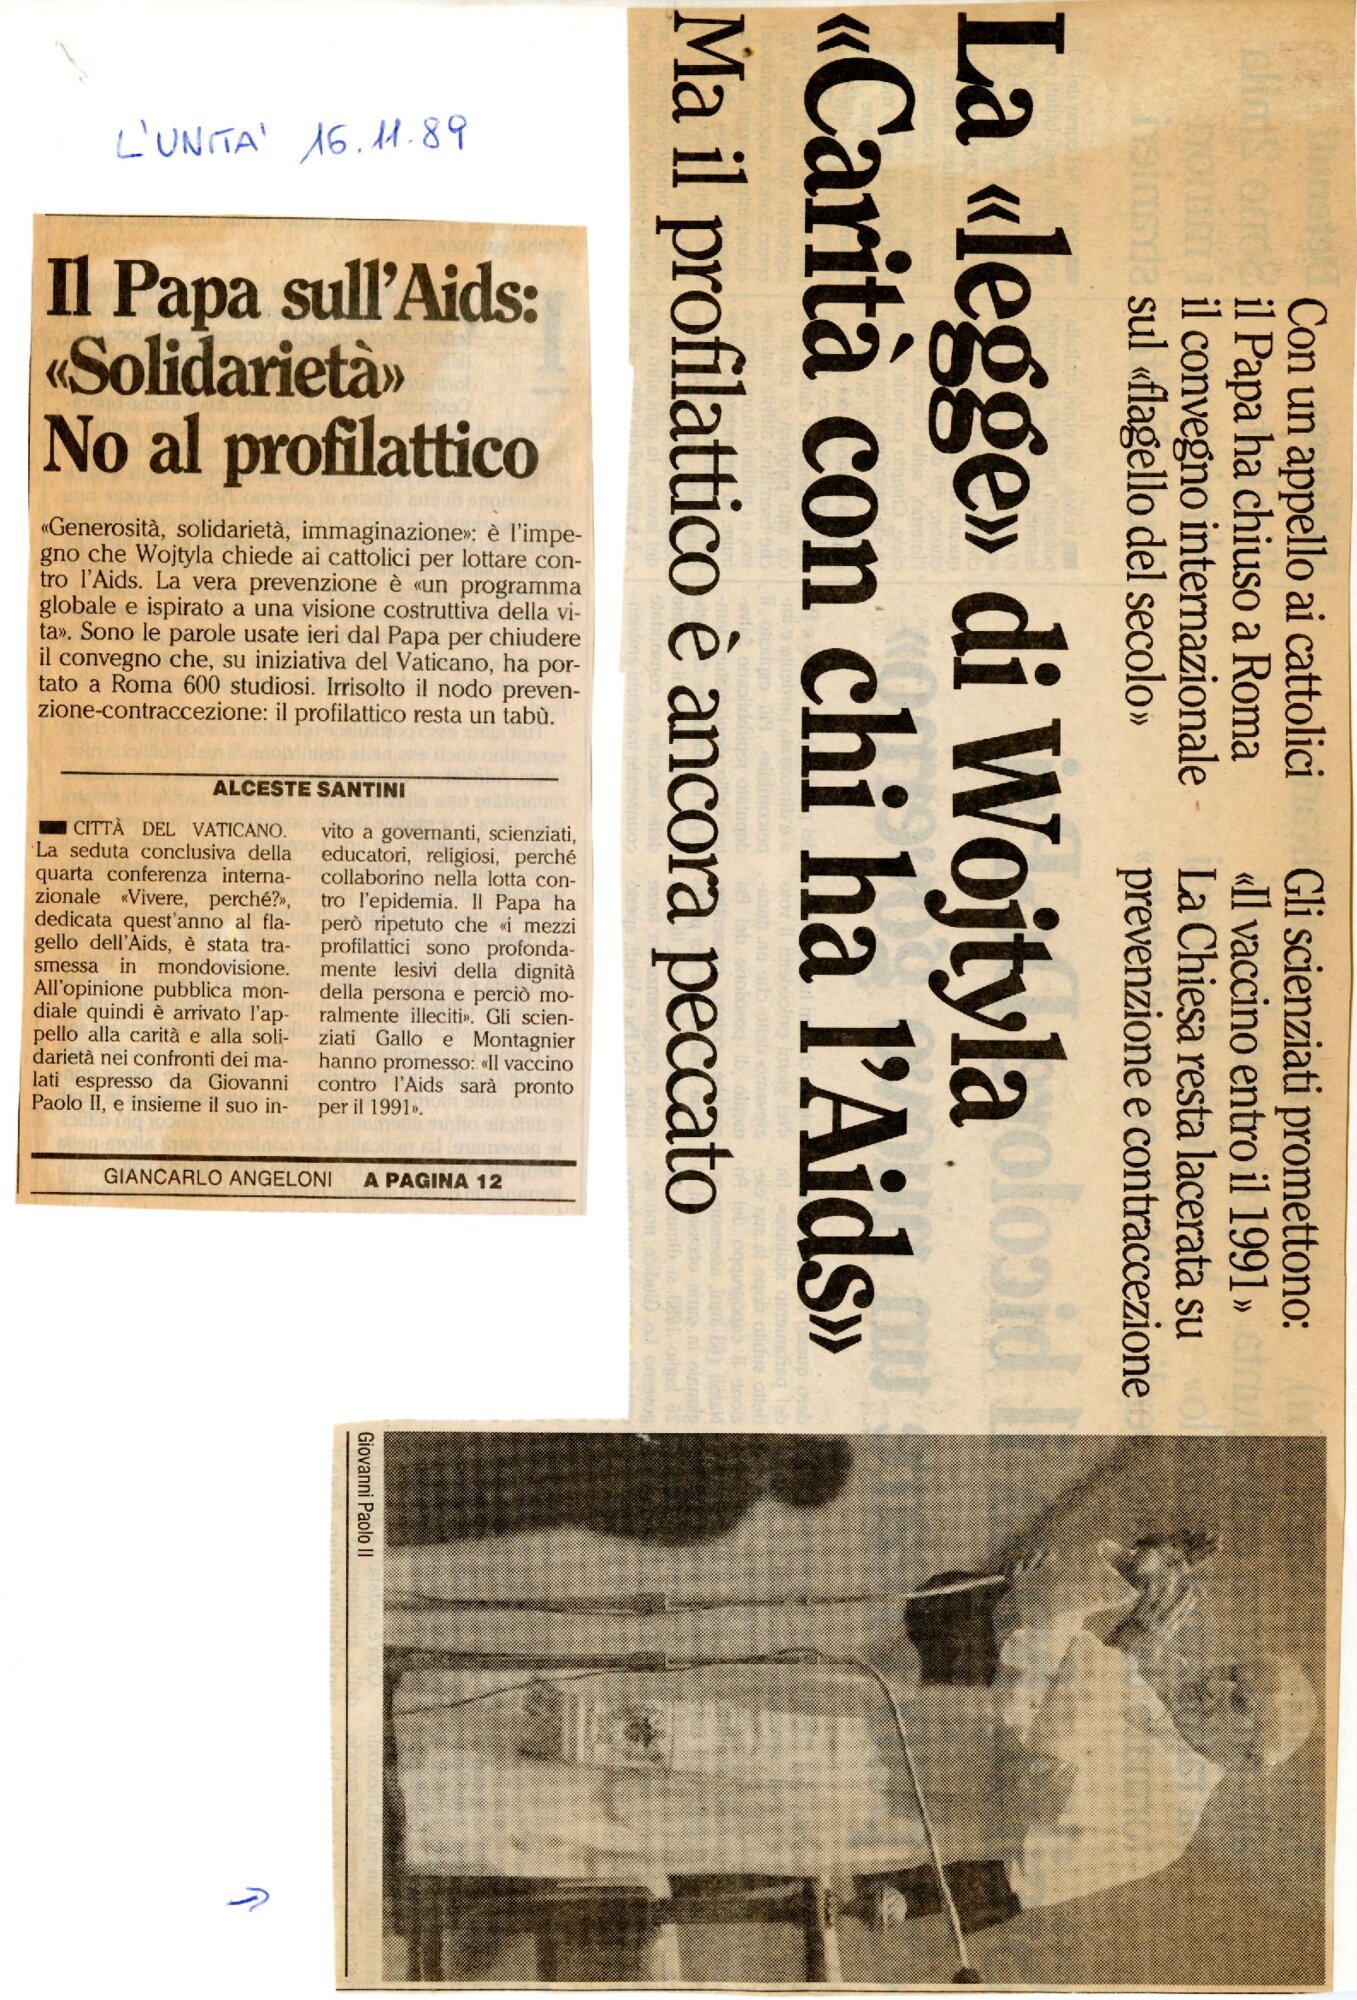 L'UNITA' 16.11.89
Il Papa sull'Aids:
«Solidarietà»
No al profilattico
«Generosità, solidarietà, immaginazione»: è l'impe-
gno che Wojtyla chiede ai cattolici per lottare con-
tro l'Aids. La vera prevenzione è «un programma
globale e ispirato a una visione costruttiva della vi-
ta». Sono le parole usate ieri dal Papa per chiudere
il convegno che, su iniziativa del Vaticano, ha por-
tato a Roma 600 studiosi. Irrisolto il nodo preven-
zione-contraccezione: il profilattico resta un tabù.
ALCESTE SANTINI
CITTÀ DEL VATICANO.
La seduta conclusiva della
quarta conferenza interna-
zionale «Vivere, perché?»,
dedicata quest'anno al fla-
gello dell'Aids, è stata tra-
smessa in mondovisione.
All'opinione pubblica mon-
diale quindi è arrivato l'ap-
pello alla carità e alla soli-
darietà nei confronti dei ma-
lati espresso da Giovanni
Paolo II, e insieme il suo in-
vito a governanti, scienziati,
educatori, religiosi, perché
collaborino nella lotta con-
tro l'epidemia. Il Papa ha
però ripetuto che «i mezzi
profilattici sono profonda-
mente lesivi della dignità
della persona e perciò mo-
ralmente illeciti». Gli scien-
ziati Gallo e Montagnier
hanno promesso: «Il vaccino
contro l'Aids sarà pronto
per il 1991».
GIANCARLO ANGELONI A PAGINA 12
Con un appello ai cattolici
il Papa ha chiuso a Roma
il convegno internazionale
sul «flagello del secolo»
Gli scienziati promettono:
«Il vaccino entro il 1991»
La Chiesa resta lacerata su
prevenzione e contraccezione
La «legge» di Wojtyla
«Carità con chi ha l'Aids»
Ma il profilattico è ancora peccato
Giovanni Paolo II